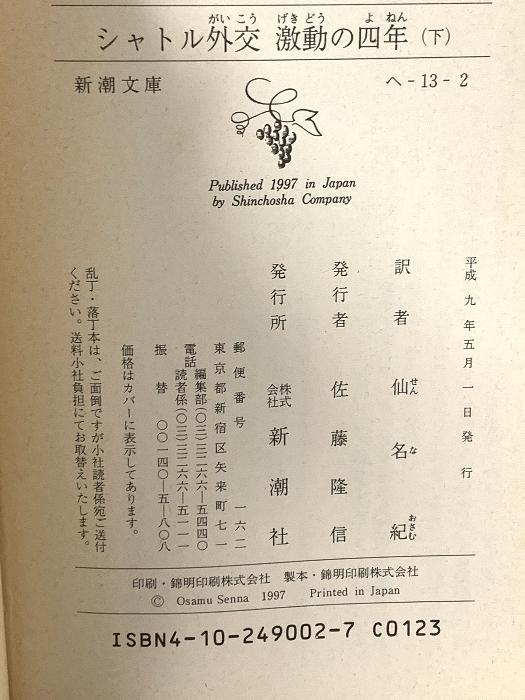 がいこう げきどう よねん
シャトル外交 激動の四年（下）
新潮文庫 へ-13-2
Published 1997 in Japan
by Shinchosha Company
平成九年五月一日発行
訳者 仙名紀
せんなおさむ
発行者 佐藤隆信
発行所 株式会社 新潮社
郵便番号 一六二
東京都新宿区矢来町七一
電話 編集部(〇三)三二六六―五四四〇
読者係(〇三)三二六六―五一一一
振替 〇〇一四〇―五―八〇八
価格はカバーに表示してあります。
乱丁・落丁本は、ご面倒ですが小社読者係宛ご送付
ください。送料小社負担にてお取替えいたします。
印刷・錦明印刷株式会社 製本・錦明印刷株式会社
© Osamu Senna 1997 Printed in Japan
ISBN4-10-249002-7 C0123